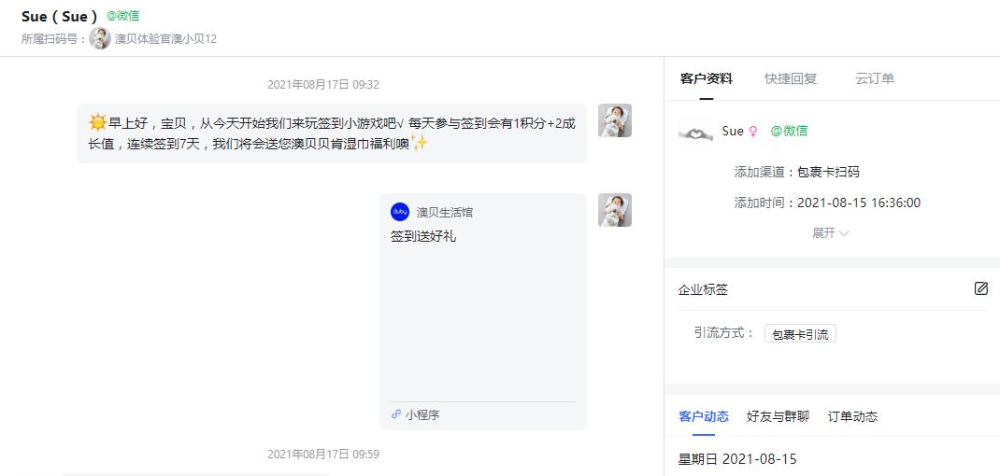 Sue（Sue） @微信
所属扫码号： 澳贝体验官澳小贝12
2021年08月17日 09:32
早上好，宝贝，从今天开始我们来玩签到小游戏吧√ 每天参与签到会有1积分+2成
长值，连续签到7天，我们将会送您澳贝贝肯湿巾福利噢
auby 澳贝生活馆
签到送好礼
小程序
2021年08月17日 09:59
客户资料 快捷回复 云订单
Sue @微信
添加渠道：包裹卡扫码
添加时间：2021-08-15 16:36:00
展开
企业标签
引流方式： 包裹卡引流
客户动态 好友与群聊 订单动态
星期日 2021-08-15